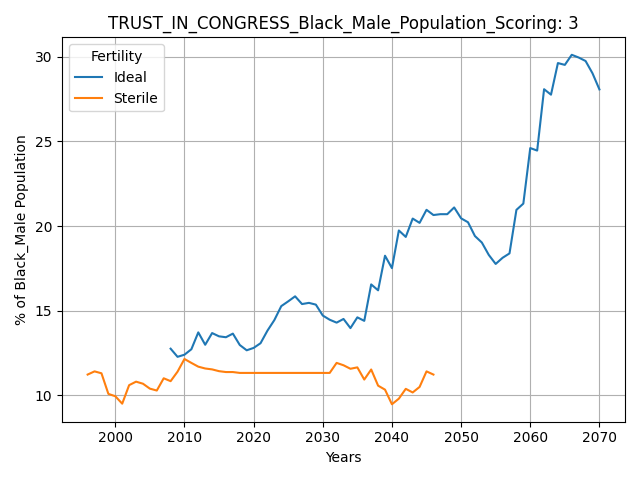 TRUST_IN_CONGRESS_Black_Male_Population_Scoring: 3
Fertility
Ideal
Sterile
% of Black_Male Population
30
25
20
15
10
2000 2010 2020 2030 2040 2050 2060 2070
Years